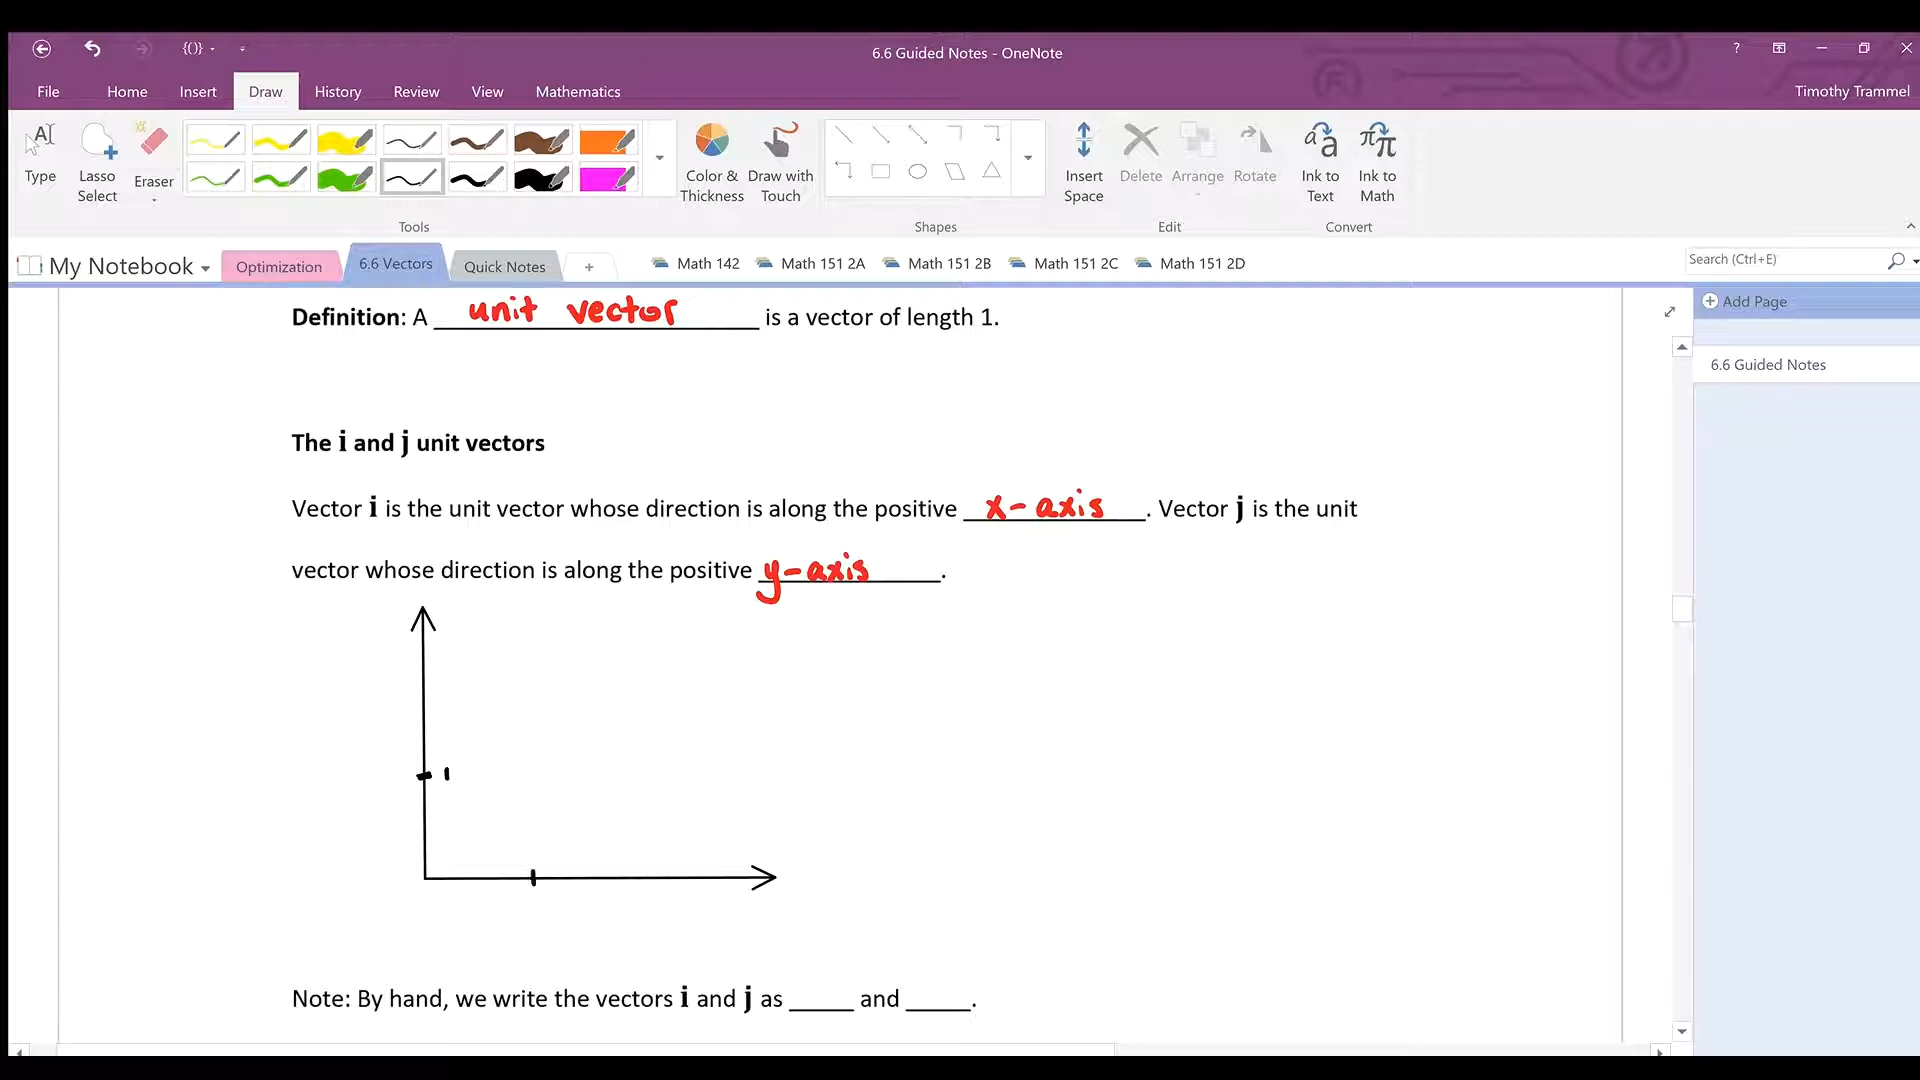 6.6 Guided Notes - OneNote
?
File Home Insert Draw History Review View Mathematics
Timothy Trammel
Type
Lasso Select
Eraser
Color & Thickness
Draw with Touch
Insert Space
Delete
Arrange
Rotate
Ink to Text
Ink to Math
Tools
Shapes
Edit
Convert
My Notebook
Optimization
6.6 Vectors
Quick Notes
+
Math 142
Math 151 2A
Math 151 2B
Math 151 2C
Math 151 2D
Search (Ctrl+E)
Add Page
6.6 Guided Notes
Definition: A unit vector is a vector of length 1.
The i and j unit vectors
Vector i is the unit vector whose direction is along the positive x-axis. Vector j is the unit
vector whose direction is along the positive y-axis.
1
Note: By hand, we write the vectors i and j as _____ and _____.